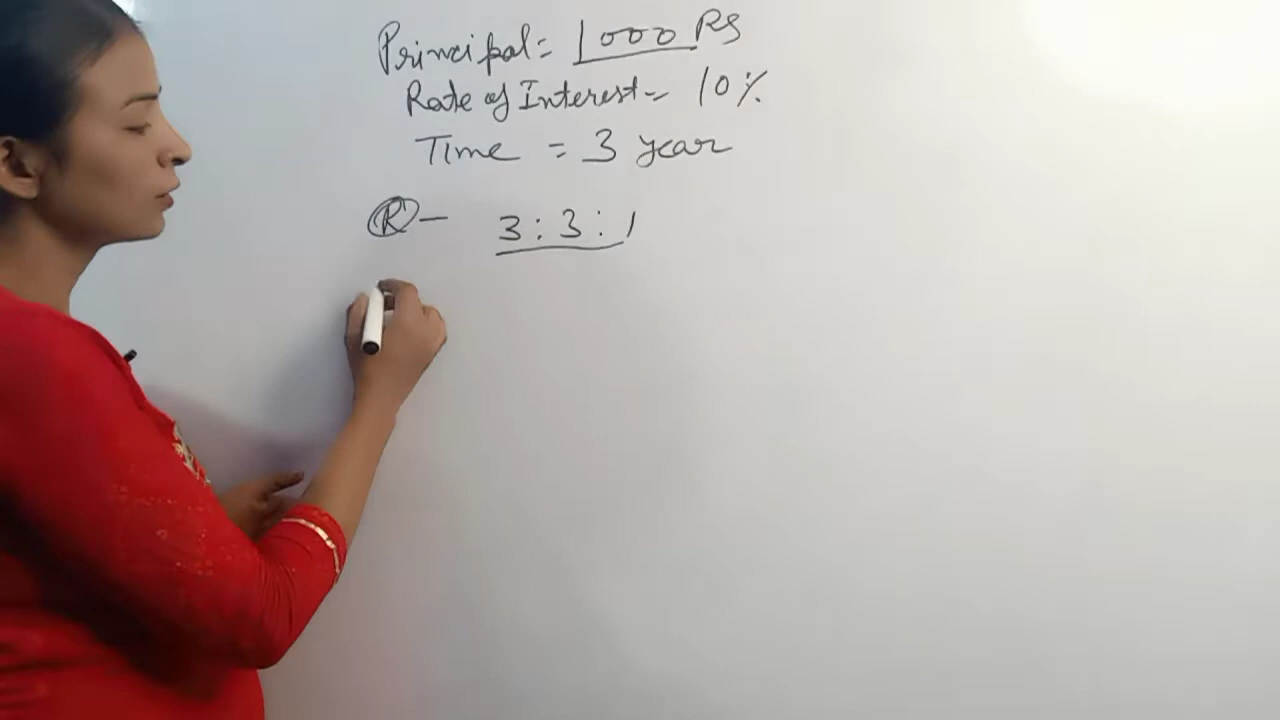 Principal = 1000 RS
Rate of Interest = 10%
Time = 3 year
R - 3 : 3 : 1